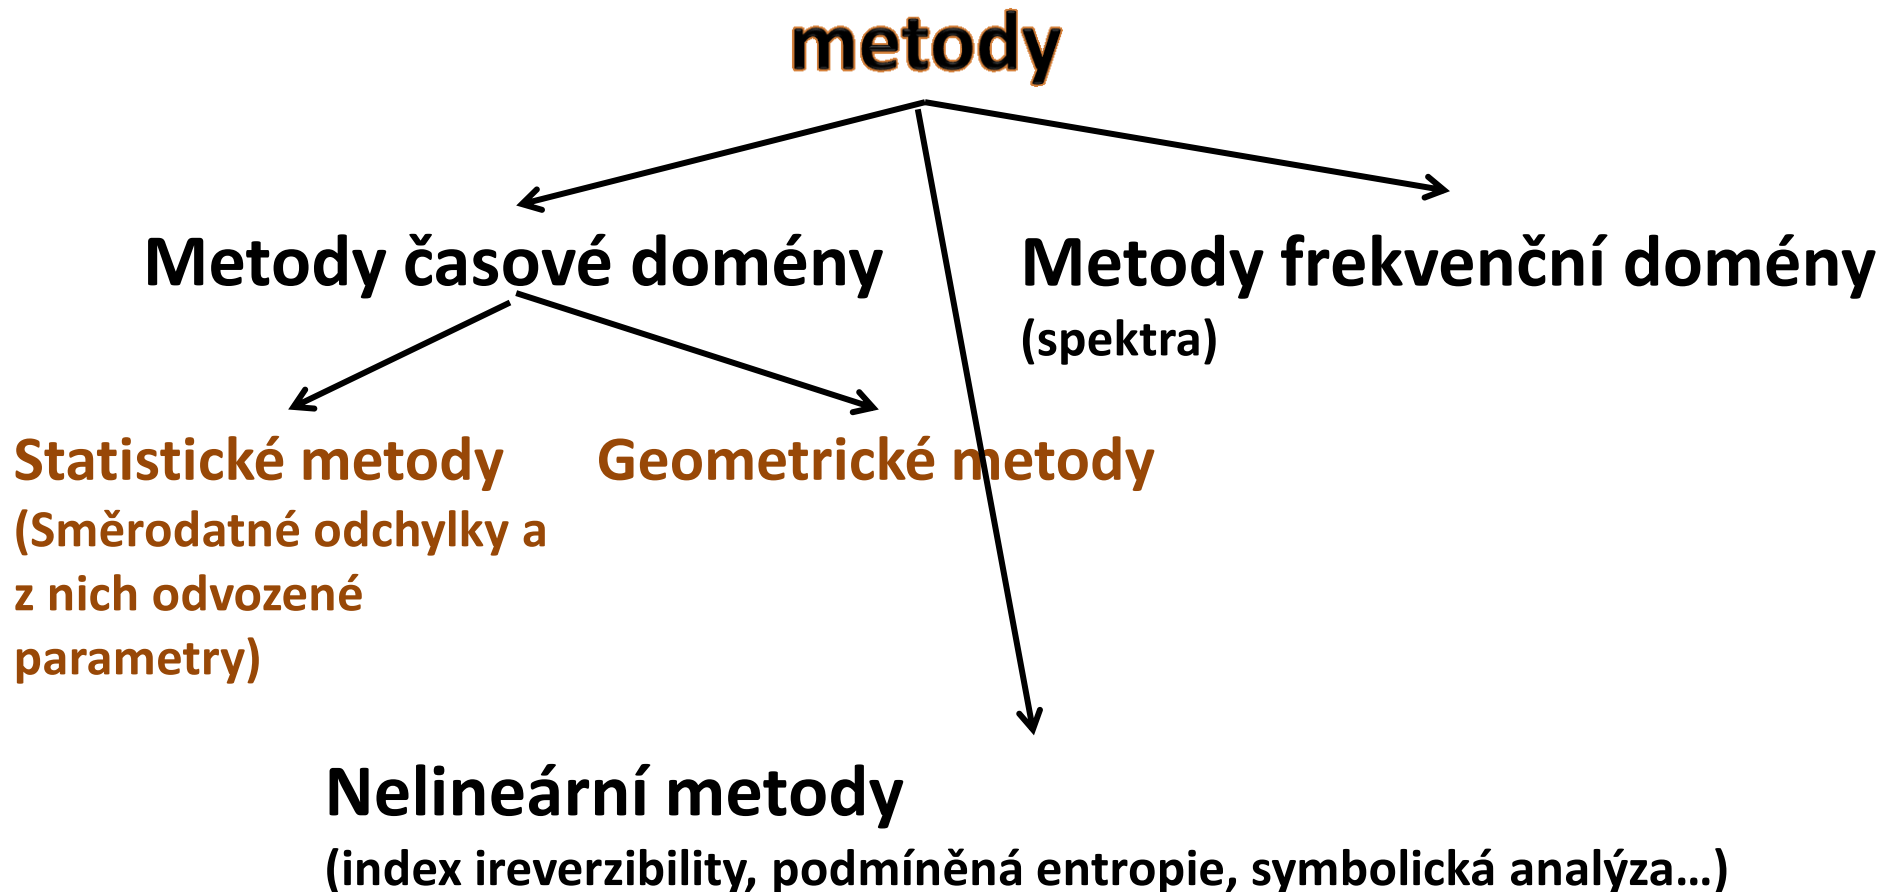 metody
Metody časové domény
Metody frekvenční domény
(spektra)
Statistické metody
(Směrodatné odchylky a
z nich odvozené
parametry)
Geometrické metody
Nelineární metody
(index ireverzibility, podmíněná entropie, symbolická analýza…)